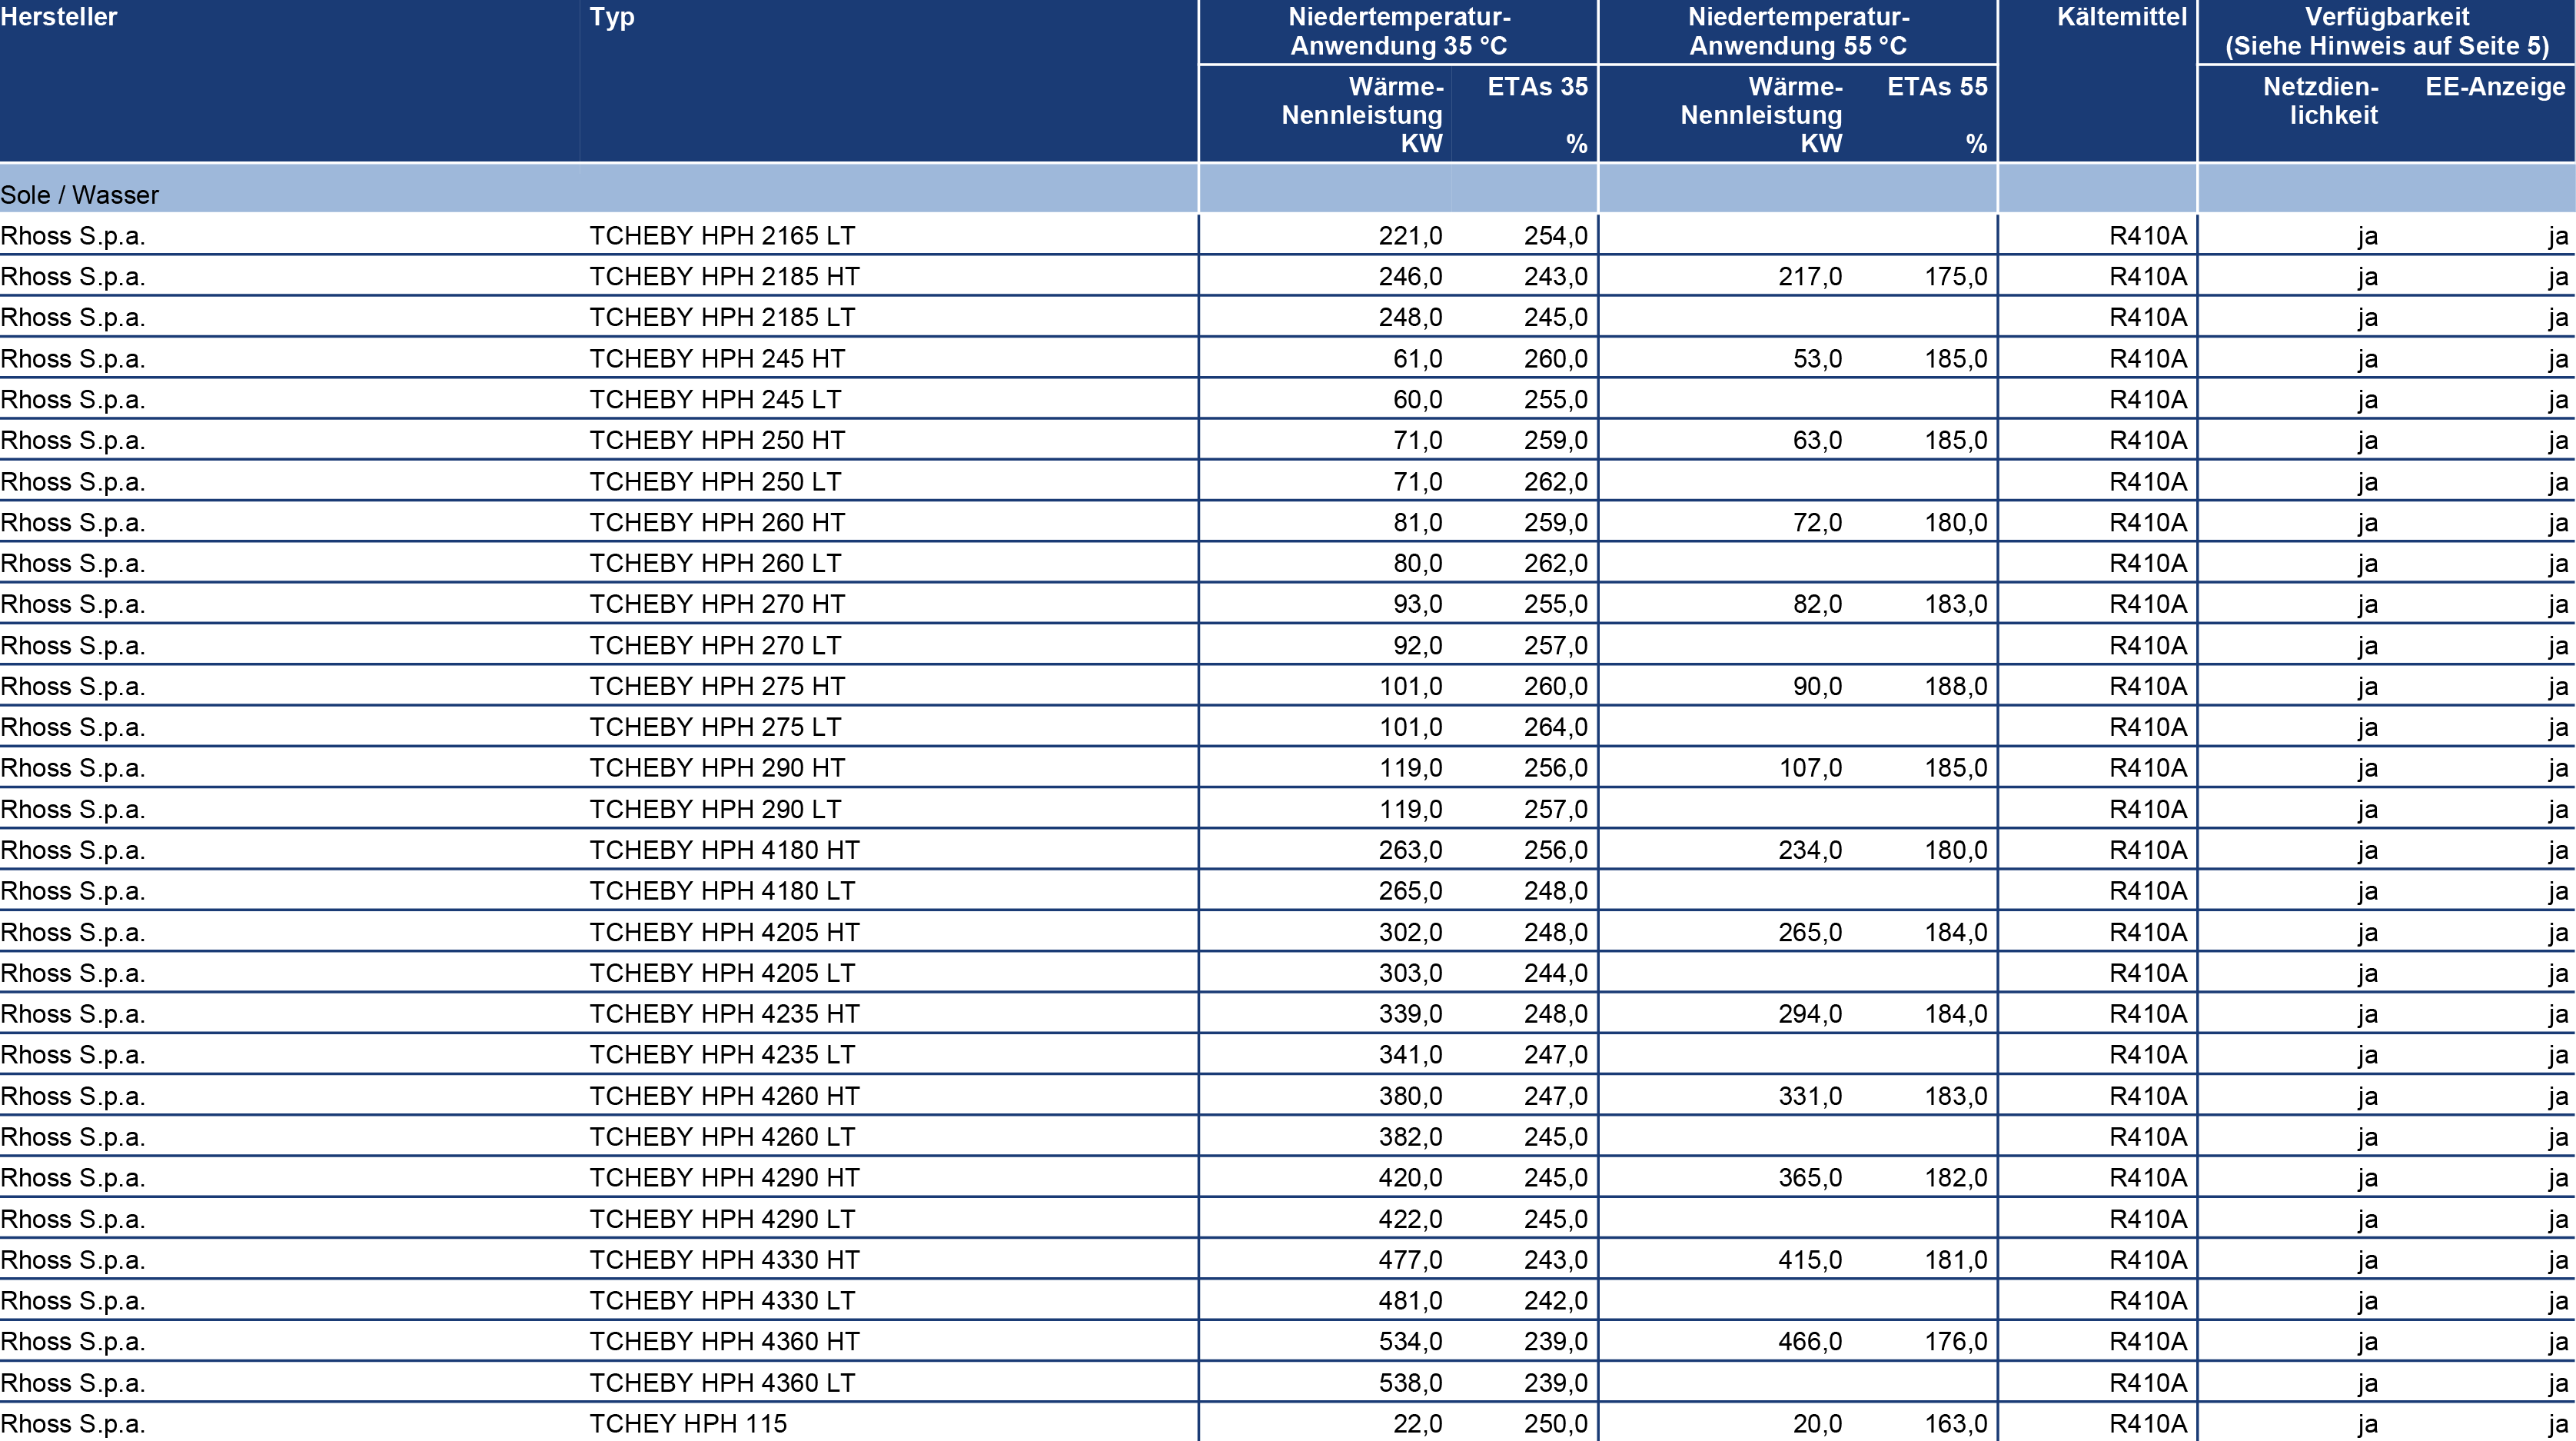 Hersteller Typ Niedertemperatur- Niedertemperatur- Kältemittel Verfügbarkeit
Anwendung 35 °C Anwendung 55 °C (Siehe Hinweis auf Seite 5)
Wärme- ETAs 35 Wärme- ETAs 55 Netzdien- EE-Anzeige
Nennleistung Nennleistung lichkeit
KW % KW %
Sole / Wasser
Rhoss S.p.a. TCHEBY HPH 2165 LT 221,0 254,0 R410A ja ja
Rhoss S.p.a. TCHEBY HPH 2185 HT 246,0 243,0 217,0 175,0 R410A ja ja
Rhoss S.p.a. TCHEBY HPH 2185 LT 248,0 245,0 R410A ja ja
Rhoss S.p.a. TCHEBY HPH 245 HT 61,0 260,0 53,0 185,0 R410A ja ja
Rhoss S.p.a. TCHEBY HPH 245 LT 60,0 255,0 R410A ja ja
Rhoss S.p.a. TCHEBY HPH 250 HT 71,0 259,0 63,0 185,0 R410A ja ja
Rhoss S.p.a. TCHEBY HPH 250 LT 71,0 262,0 R410A ja ja
Rhoss S.p.a. TCHEBY HPH 260 HT 81,0 259,0 72,0 180,0 R410A ja ja
Rhoss S.p.a. TCHEBY HPH 260 LT 80,0 262,0 R410A ja ja
Rhoss S.p.a. TCHEBY HPH 270 HT 93,0 255,0 82,0 183,0 R410A ja ja
Rhoss S.p.a. TCHEBY HPH 270 LT 92,0 257,0 R410A ja ja
Rhoss S.p.a. TCHEBY HPH 275 HT 101,0 260,0 90,0 188,0 R410A ja ja
Rhoss S.p.a. TCHEBY HPH 275 LT 101,0 264,0 R410A ja ja
Rhoss S.p.a. TCHEBY HPH 290 HT 119,0 256,0 107,0 185,0 R410A ja ja
Rhoss S.p.a. TCHEBY HPH 290 LT 119,0 257,0 R410A ja ja
Rhoss S.p.a. TCHEBY HPH 4180 HT 263,0 256,0 234,0 180,0 R410A ja ja
Rhoss S.p.a. TCHEBY HPH 4180 LT 265,0 248,0 R410A ja ja
Rhoss S.p.a. TCHEBY HPH 4205 HT 302,0 248,0 265,0 184,0 R410A ja ja
Rhoss S.p.a. TCHEBY HPH 4205 LT 303,0 244,0 R410A ja ja
Rhoss S.p.a. TCHEBY HPH 4235 HT 339,0 248,0 294,0 184,0 R410A ja ja
Rhoss S.p.a. TCHEBY HPH 4235 LT 341,0 247,0 R410A ja ja
Rhoss S.p.a. TCHEBY HPH 4260 HT 380,0 247,0 331,0 183,0 R410A ja ja
Rhoss S.p.a. TCHEBY HPH 4260 LT 382,0 245,0 R410A ja ja
Rhoss S.p.a. TCHEBY HPH 4290 HT 420,0 245,0 365,0 182,0 R410A ja ja
Rhoss S.p.a. TCHEBY HPH 4290 LT 422,0 245,0 R410A ja ja
Rhoss S.p.a. TCHEBY HPH 4330 HT 477,0 243,0 415,0 181,0 R410A ja ja
Rhoss S.p.a. TCHEBY HPH 4330 LT 481,0 242,0 R410A ja ja
Rhoss S.p.a. TCHEBY HPH 4360 HT 534,0 239,0 466,0 176,0 R410A ja ja
Rhoss S.p.a. TCHEBY HPH 4360 LT 538,0 239,0 R410A ja ja
Rhoss S.p.a. TCHEY HPH 115 22,0 250,0 20,0 163,0 R410A ja ja